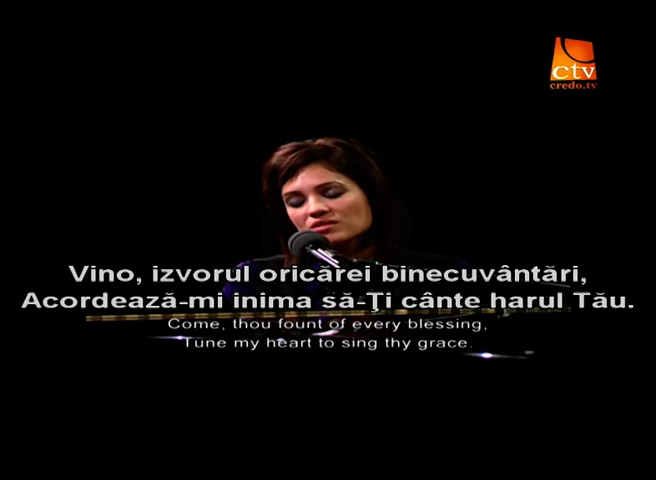 ctv
credo.tv
Vino, izvorul oricărei binecuvântări,
Acordează-mi inima să-Ţi cânte harul Tău.
Come, thou fount of every blessing,
Tune my heart to sing thy grace.